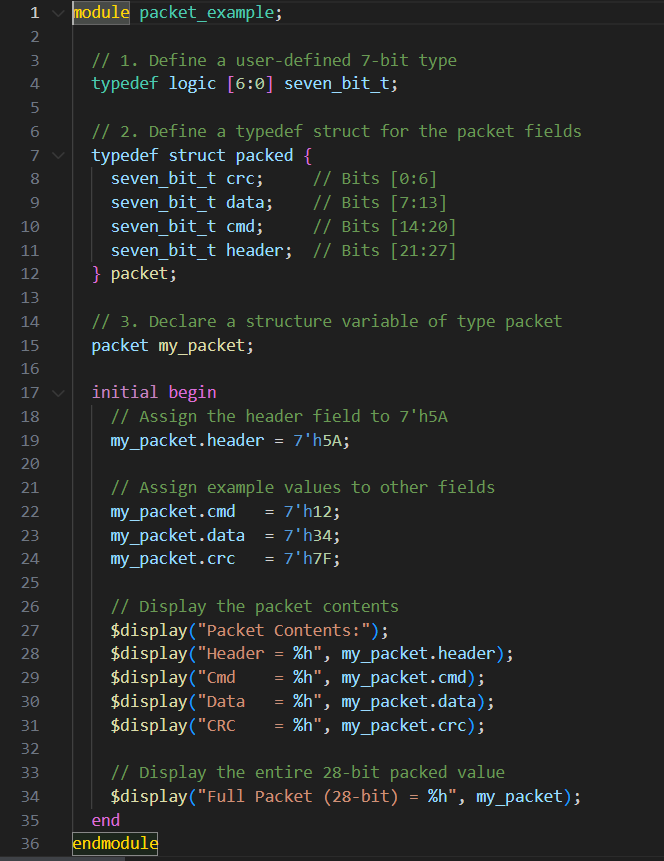 1 module packet_example;
2
3 // 1. Define a user-defined 7-bit type
4 typedef logic [6:0] seven_bit_t;
5
6 // 2. Define a typedef struct for the packet fields
7 typedef struct packed {
8 seven_bit_t crc; // Bits [0:6]
9 seven_bit_t data; // Bits [7:13]
10 seven_bit_t cmd; // Bits [14:20]
11 seven_bit_t header; // Bits [21:27]
12 } packet;
13
14 // 3. Declare a structure variable of type packet
15 packet my_packet;
16
17 initial begin
18 // Assign the header field to 7'h5A
19 my_packet.header = 7'h5A;
20
21 // Assign example values to other fields
22 my_packet.cmd = 7'h12;
23 my_packet.data = 7'h34;
24 my_packet.crc = 7'h7F;
25
26 // Display the packet contents
27 $display("Packet Contents:");
28 $display("Header = %h", my_packet.header);
29 $display("Cmd = %h", my_packet.cmd);
30 $display("Data = %h", my_packet.data);
31 $display("CRC = %h", my_packet.crc);
32
33 // Display the entire 28-bit packed value
34 $display("Full Packet (28-bit) = %h", my_packet);
35 end
36 endmodule